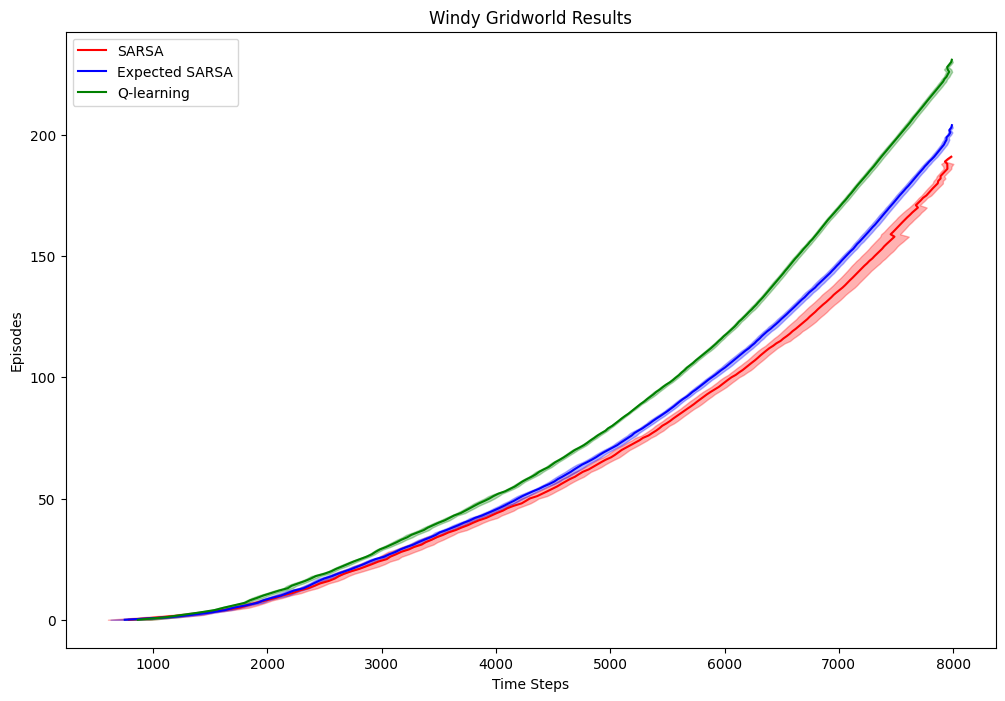 Windy Gridworld Results
SARSA
Expected SARSA
Q-learning
Episodes
200
150
100
50
0
1000 2000 3000 4000 5000 6000 7000 8000
Time Steps